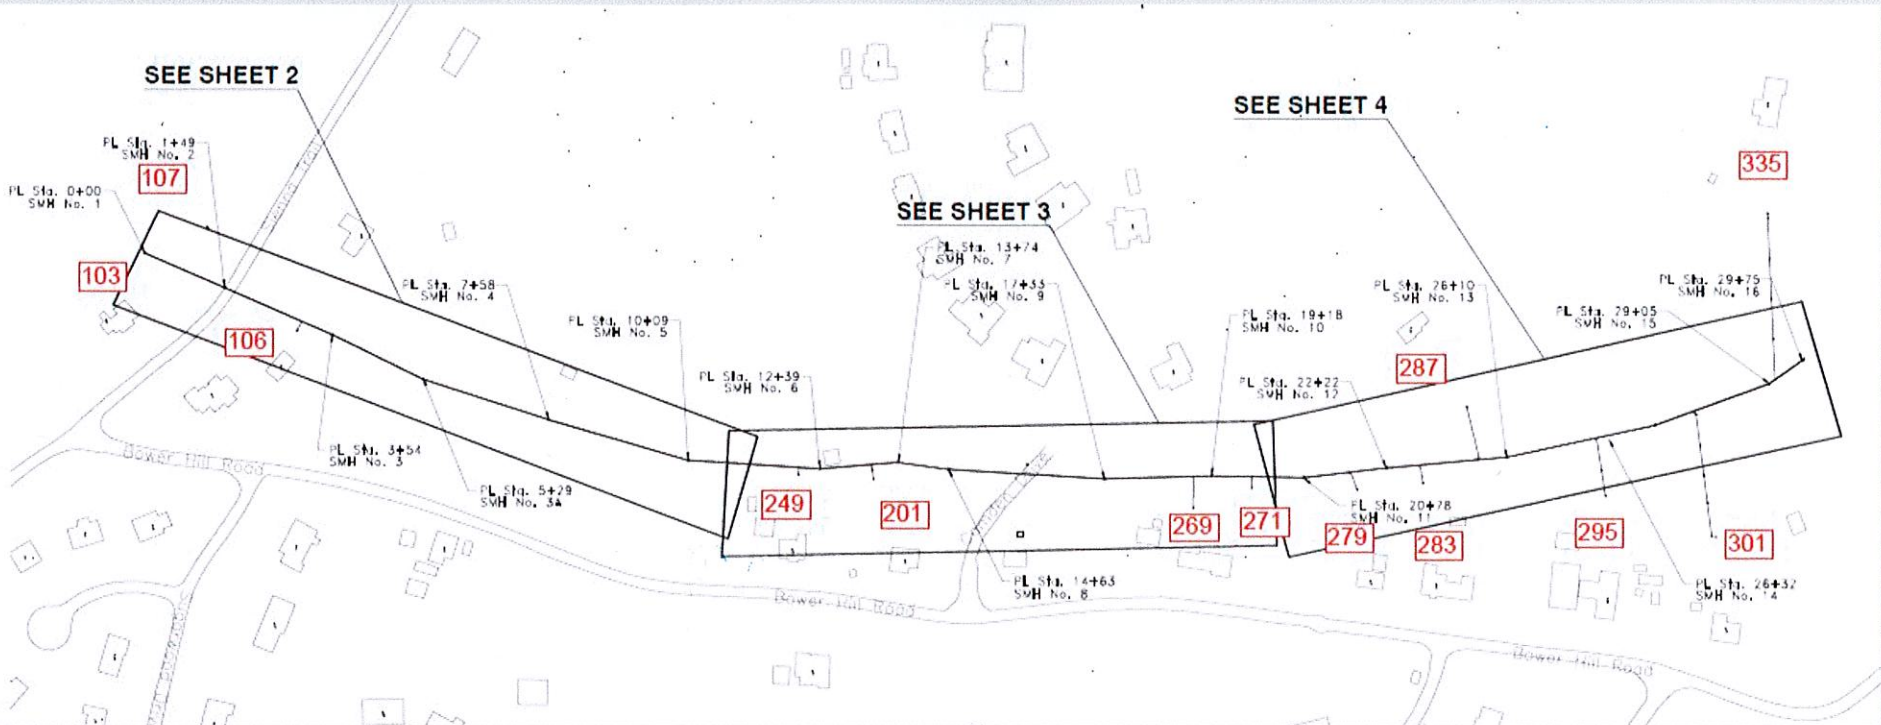 SEE SHEET 2
SEE SHEET 4
PL Sta. 1+49
SMH No. 2
107
335
PL Sta. 0+00
SMH No. 1
SEE SHEET 3
PL Sta. 13+74
SMH No. 7
103
PL Sta. 7+58
SMH No. 4
PL Sta. 17+33
SMH No. 9
PL Sta. 26+10
SMH No. 13
PL Sta. 29+75
SMH No. 16
PL Sta. 10+09
SMH No. 5
PL Sta. 19+18
SMH No. 10
PL Sta. 29+05
SMH No. 15
106
287
PL Sta. 12+39
SMH No. 6
PL Sta. 22+22
SMH No. 12
Bower Hill Road
PL Sta. 3+54
SMH No. 3
PL Sta. 5+29
SMH No. 3A
249
201
269
271
PL Sta. 20+78
SMH No. 11
279
283
295
301
PL Sta. 14+63
SMH No. 8
PL Sta. 26+32
SMH No. 14
Bower Hill Road
Bower Hill Road